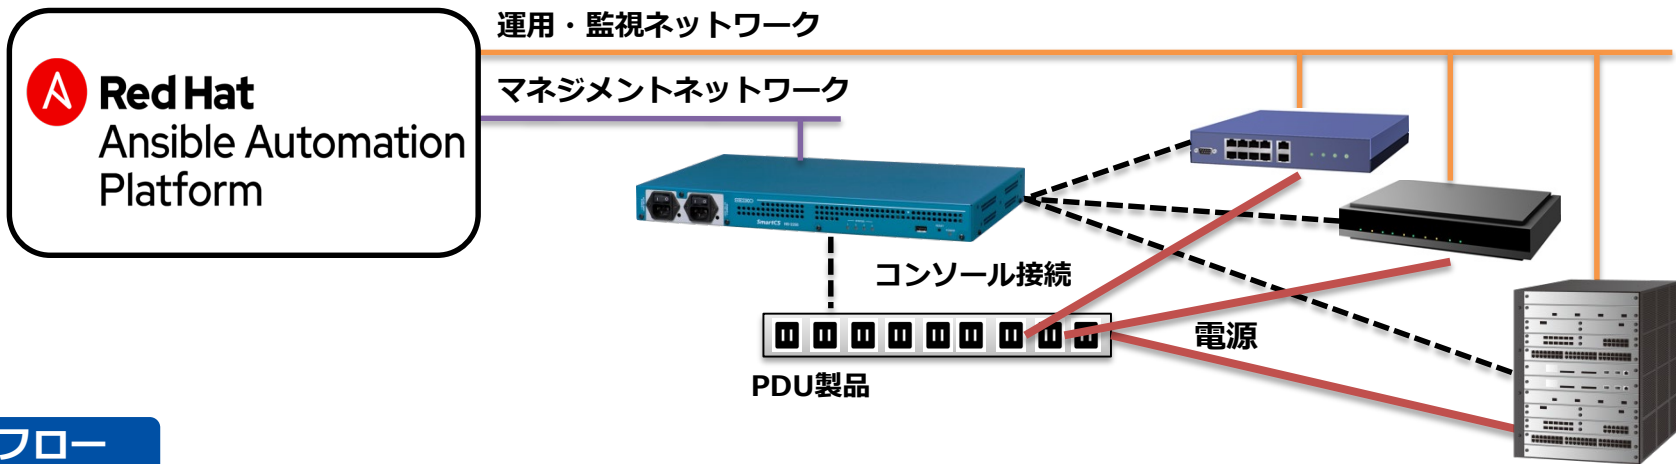 運用・監視ネットワーク
マネジメントネットワーク
Red Hat
Ansible Automation
Platform
SmartCS
コンソール接続
電源
PDU製品
フロー